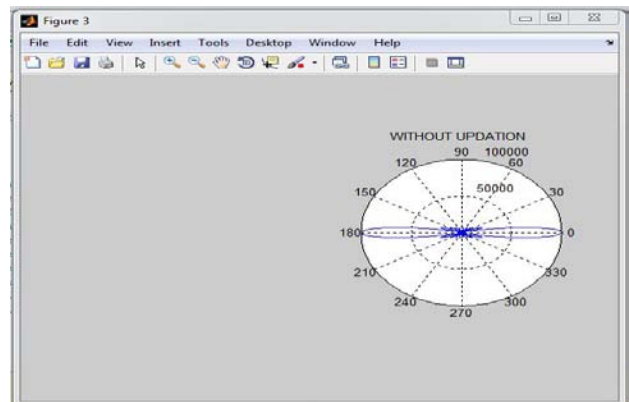 Figure 3
File Edit View Insert Tools Desktop Window Help
WITHOUT UPDATION
90 100000
120 60
50000
150 30
180 0
210 330
240 300
270